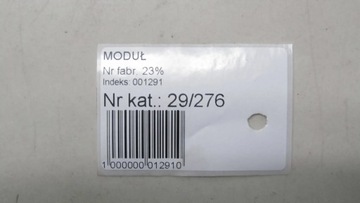 MODUŁ
Nr fabr. 23%
Indeks: 001291
Nr kat.: 29/276
1 000000 012910